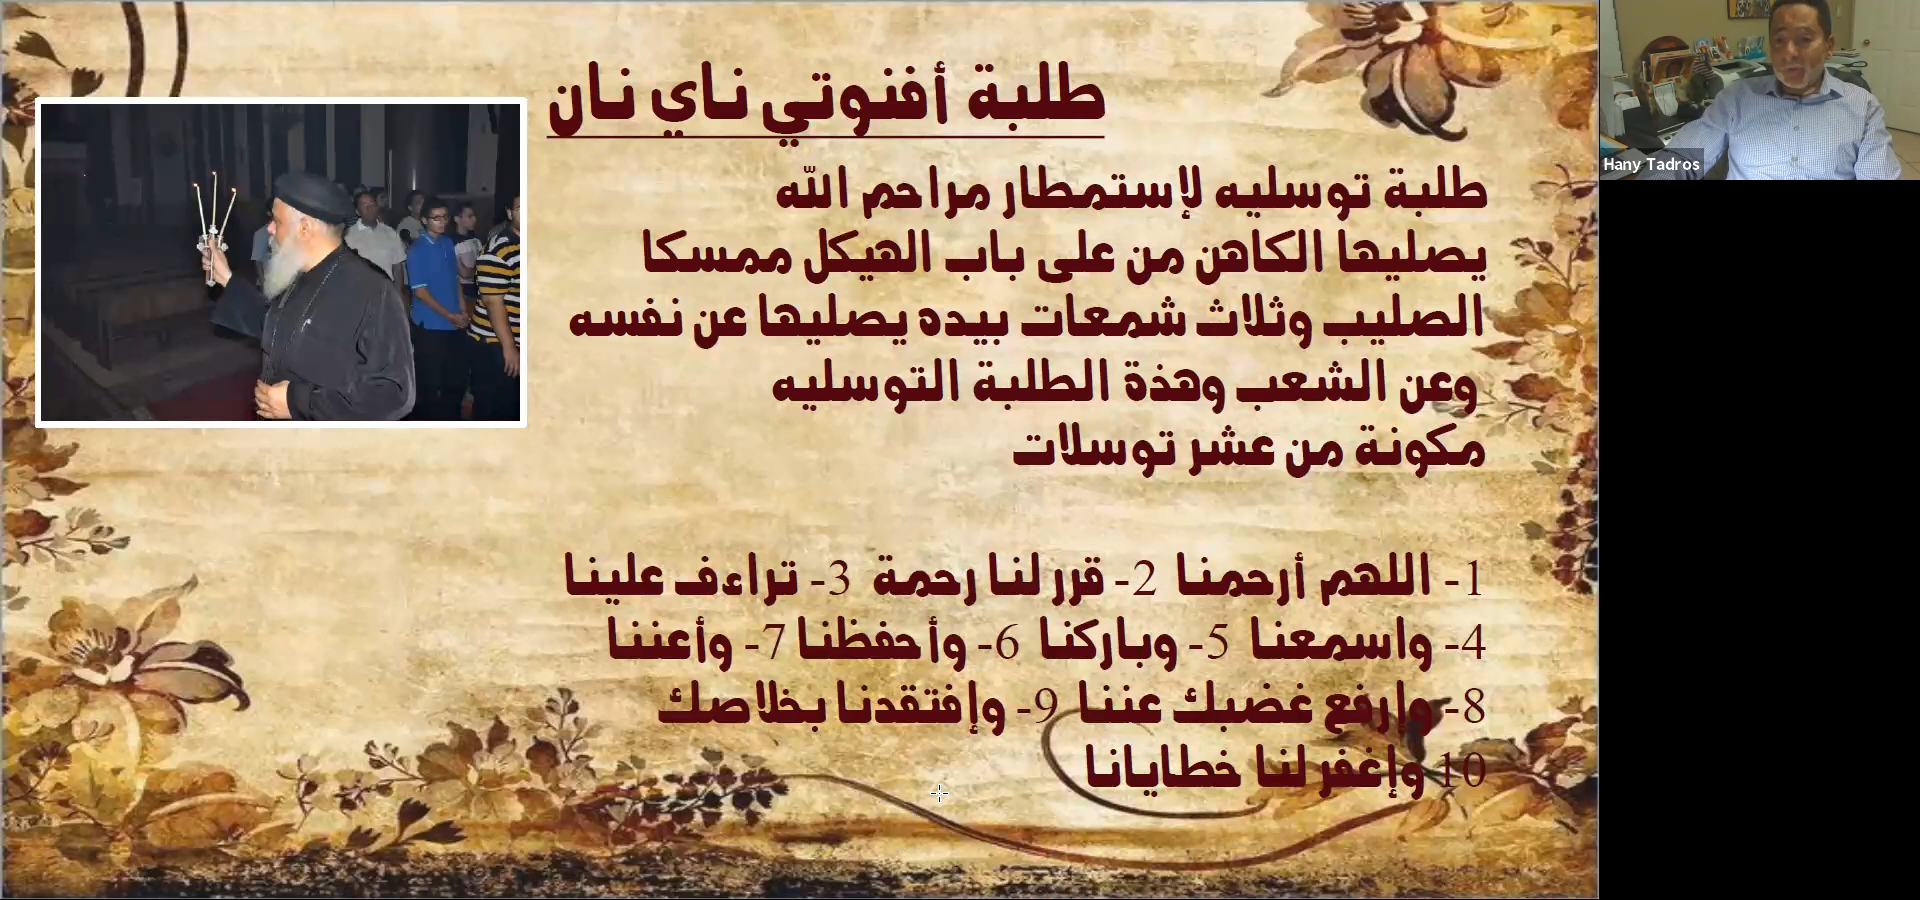 طلبة أفنوتي ناي نان
طلبة توسليه لإستمطار مراحم الله
يصليها الكاهن من على باب الهيكل ممسكا
الصليب وثلاث شمعات بيده يصليها عن نفسه
وعن الشعب وهذة الطلبة التوسليه
مكونة من عشر توسلات
1- اللهم أرحمنا 2- قرر لنا رحمة 3- تراءف علينا
4- واسمعنا 5- وباركنا 6- وأحفظنا 7- وأعننا
8- وإرفع غضبك عننا 9- وإفتقدنا بخلاصك
10 وإغفر لنا خطايانا
Hany Tadros